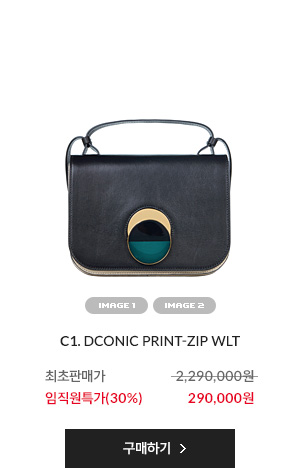 IMAGE 1 IMAGE 2
C1. DCONIC PRINT-ZIP WLT
최초판매가 2,290,000원
임직원특가(30%) 290,000원
구매하기 >